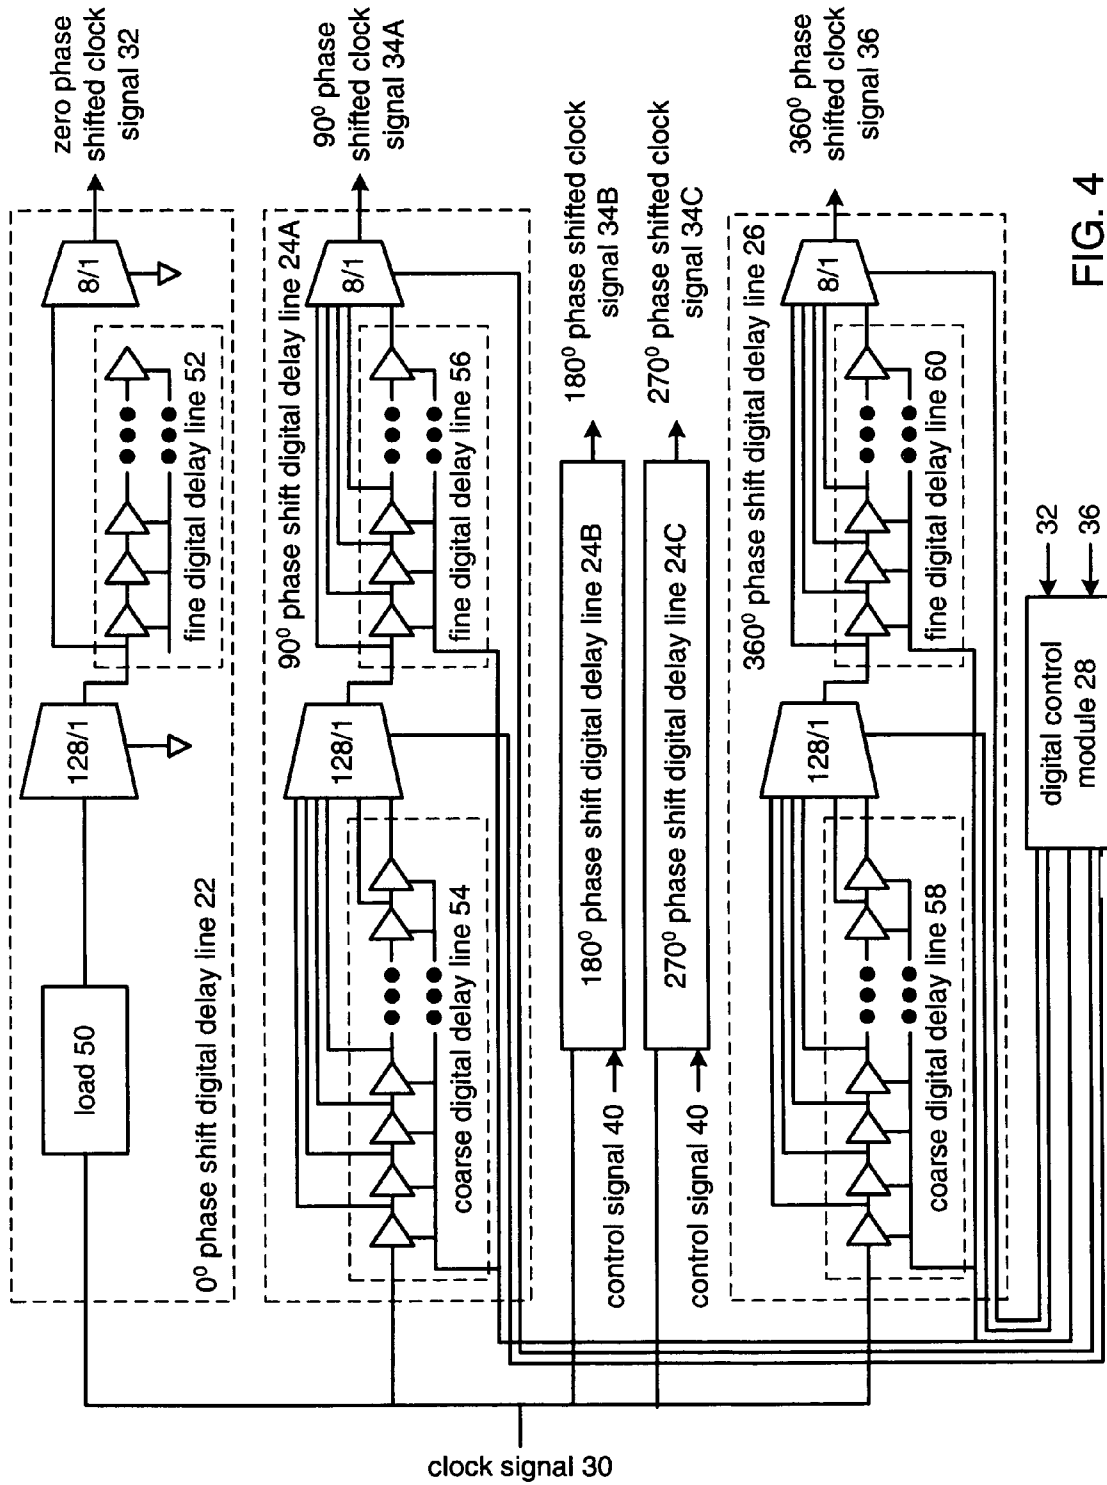 zero phase
shifted clock
signal 32
8/1
fine digital delay line 52
128/1
load 50
0⁰ phase shift digital delay line 22
90⁰ phase
shifted clock
signal 34A
90⁰ phase shift digital delay line 24A
8/1
fine digital delay line 56
128/1
coarse digital delay line 54
180⁰ phase shifted clock
signal 34B
180⁰ phase shift digital delay line 24B
control signal 40
270⁰ phase shifted clock
signal 34C
270⁰ phase shift digital delay line 24C
control signal 40
360⁰ phase
shifted clock
signal 36
360⁰ phase shift digital delay line 26
8/1
fine digital delay line 60
128/1
coarse digital delay line 58
32
36
digital control
module 28
clock signal 30
FIG. 4